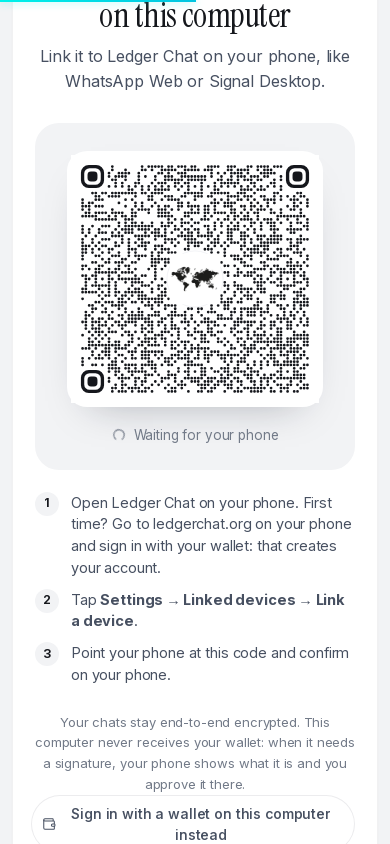 on this computer
Link it to Ledger Chat on your phone, like
WhatsApp Web or Signal Desktop.
Waiting for your phone
1 Open Ledger Chat on your phone. First
time? Go to ledgerchat.org on your phone
and sign in with your wallet: that creates
your account.
2 Tap Settings → Linked devices → Link
a device.
3 Point your phone at this code and confirm
on your phone.
Your chats stay end-to-end encrypted. This
computer never receives your wallet: when it needs
a signature, your phone shows what it is and you
approve it there.
Sign in with a wallet on this computer
instead